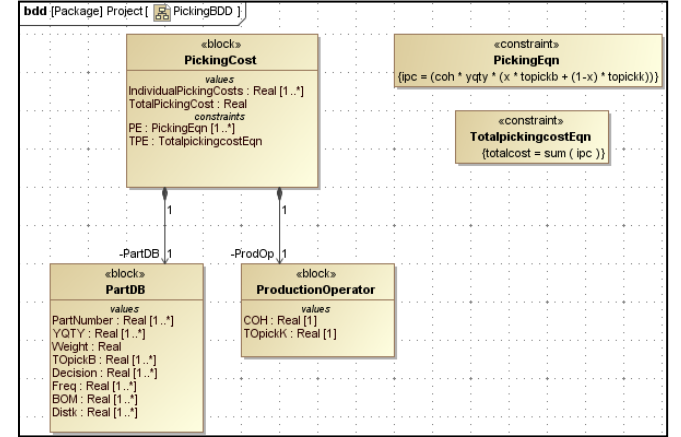 bdd [Package] Project [ PickingBDD ]
«block»
PickingCost
values
IndividualPickingCosts : Real [1..*]
TotalPickingCost : Real
constraints
PE : PickingEqn [1..*]
TPE : TotalpickingcostEqn
«constraint»
PickingEqn
{ipc = (coh * yqty * (x * topickb + (1-x) * topickk))}
«constraint»
TotalpickingcostEqn
{totalcost = sum ( ipc )}
1
1
-PartDB 1
-ProdOp 1
«block»
PartDB
values
PartNumber : Real [1..*]
YQTY : Real [1..*]
Weight : Real
TOpickB : Real [1..*]
Decision : Real [1..*]
Freq : Real [1..*]
BOM : Real [1..*]
Distk : Real [1..*]
«block»
ProductionOperator
values
COH : Real [1]
TOpickK : Real [1]